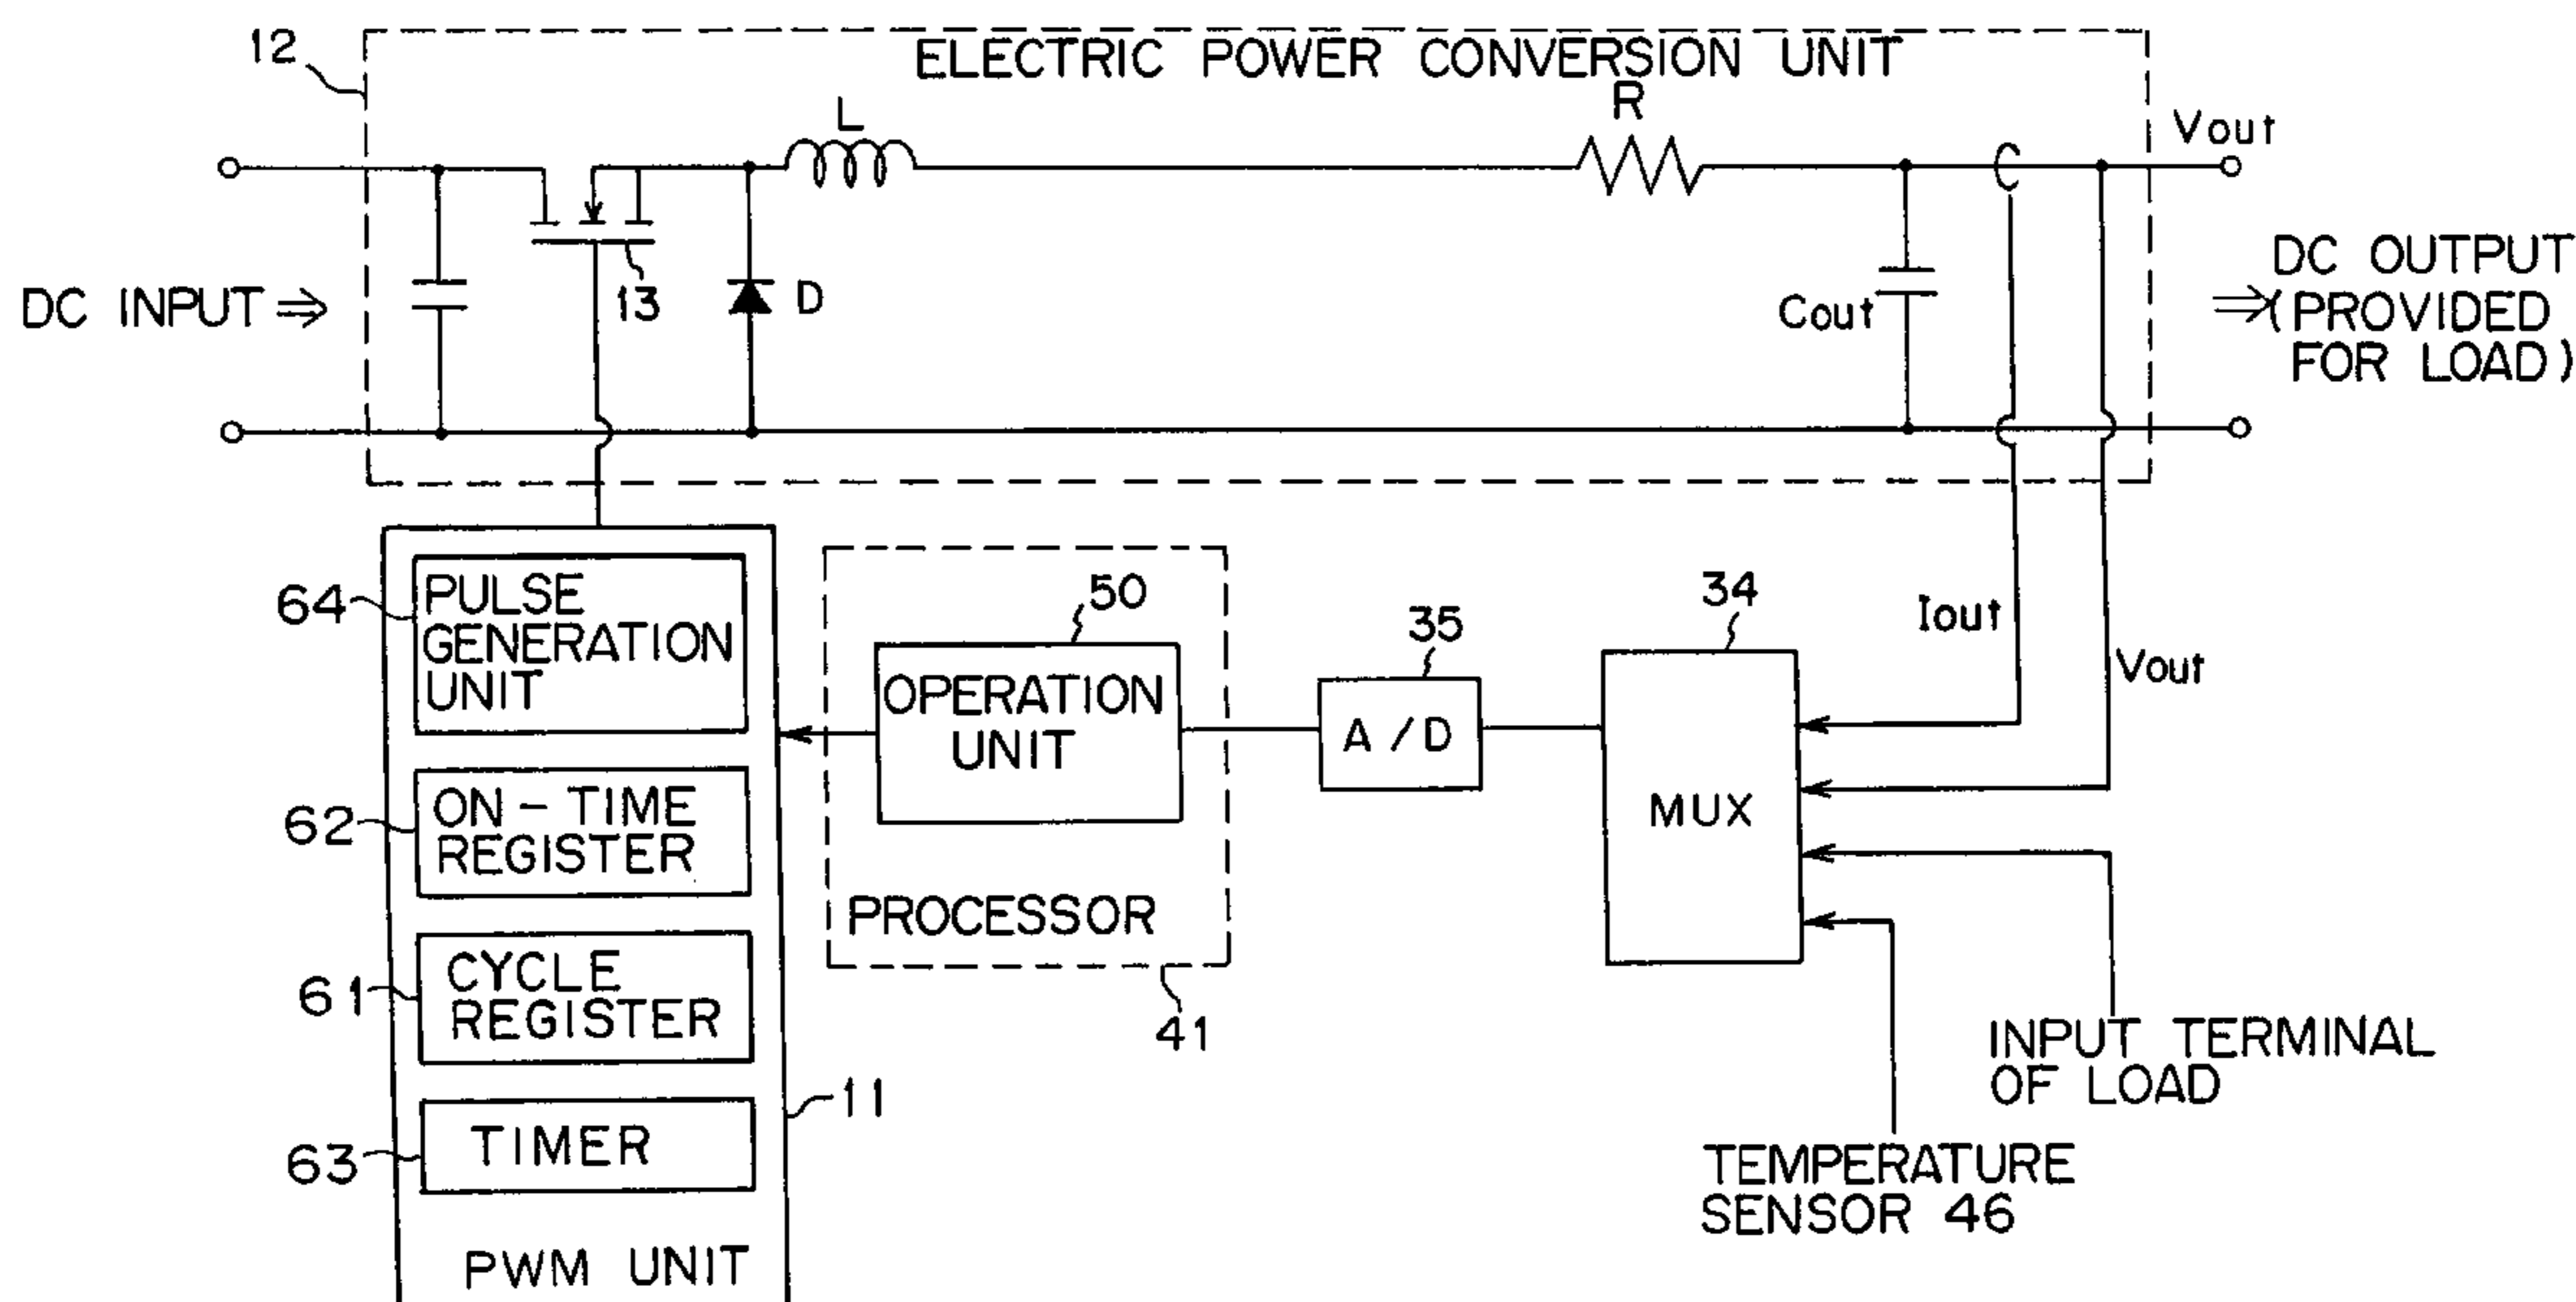 12
ELECTRIC POWER CONVERSION UNIT
L
R
Vout
DC INPUT ⇒
13
D
Cout
DC OUTPUT
⇒(PROVIDED
FOR LOAD)
64
PULSE
GENERATION
UNIT
50
OPERATION
UNIT
35
A/D
34
MUX
Iout
Vout
62
ON-TIME
REGISTER
PROCESSOR
41
61
CYCLE
REGISTER
11
63
TIMER
PWM UNIT
INPUT TERMINAL
OF LOAD
TEMPERATURE
SENSOR 46